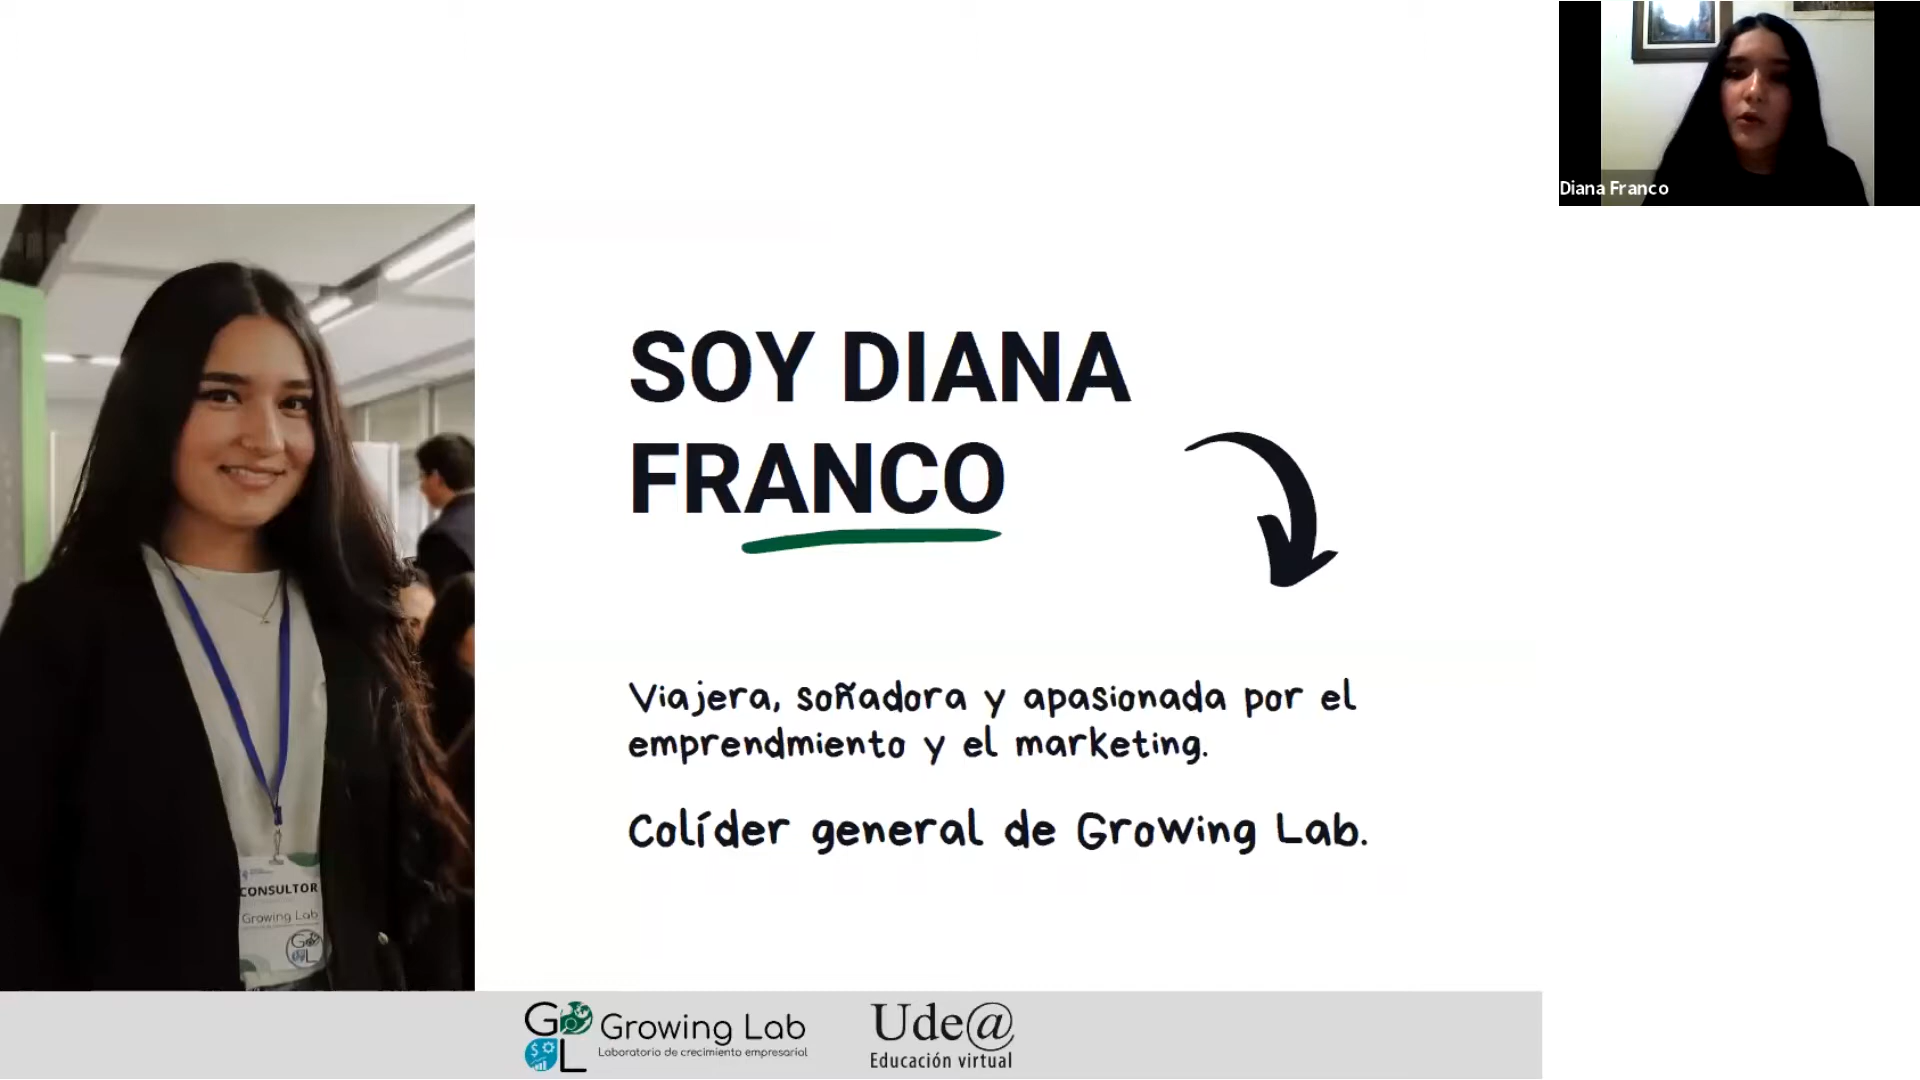 Diana Franco
SOY DIANA
FRANCO
Viajera, soñadora y apasionada por el
emprendmiento y el marketing.
Colíder general de Growing Lab.
CONSULTOR
Growing Lab
GL
Growing Lab
Laboratorio de crecimiento empresarial
Ude@
Educación virtual